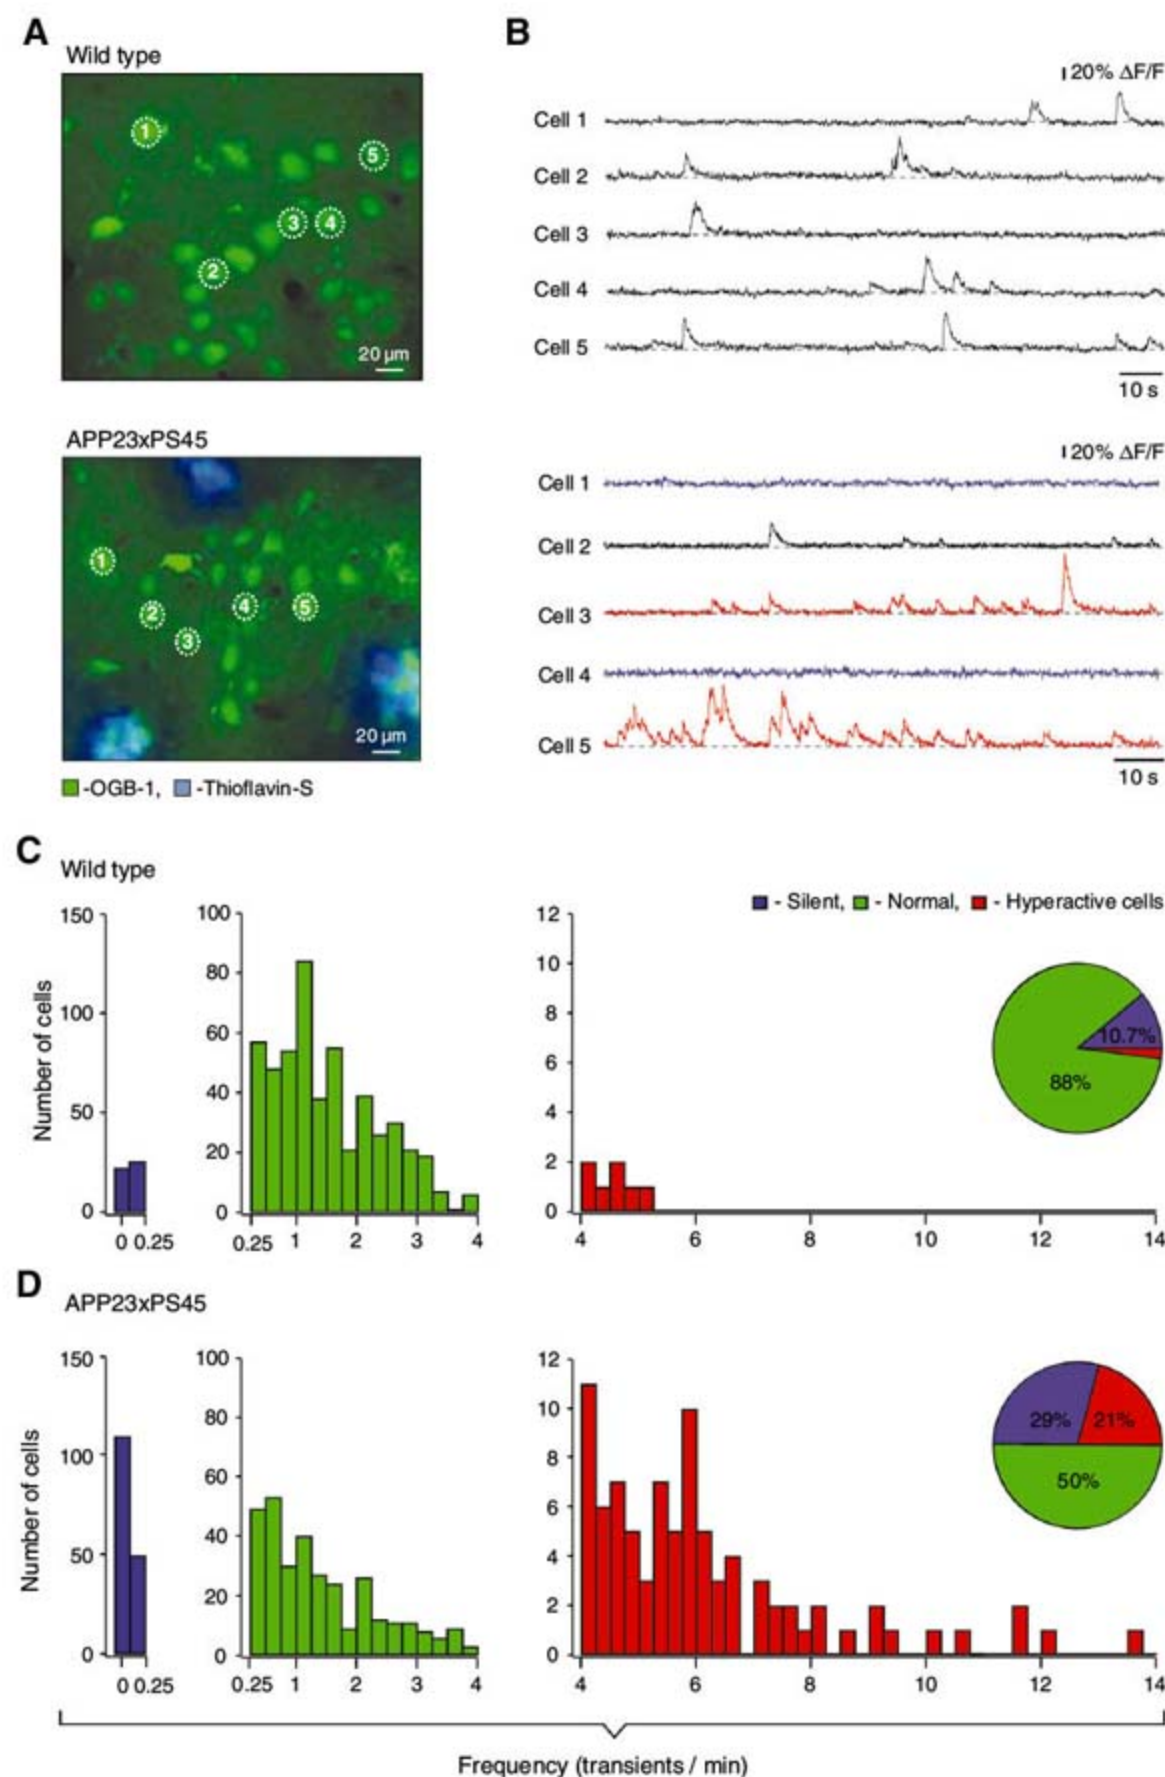 A
Wild type
1
5
3
4
2
20 µm
APP23xPS45
1
2
4
5
3
20 µm
-OGB-1, -Thioflavin-S
B
20% ΔF/F
Cell 1
Cell 2
Cell 3
Cell 4
Cell 5
10 s
20% ΔF/F
Cell 1
Cell 2
Cell 3
Cell 4
Cell 5
10 s
C
Wild type
- Silent, - Normal, - Hyperactive cells
Number of cells
150
100
50
0
0 0.25
100
80
60
40
20
0
0.25 1 2 3 4
12
10
8
6
4
2
0
4 6 8 10 12 14
10.7%
88%
D
APP23xPS45
Number of cells
150
100
50
0
0 0.25
100
80
60
40
20
0
0.25 1 2 3 4
12
10
8
6
4
2
0
4 6 8 10 12 14
29% 21%
50%
Frequency (transients / min)